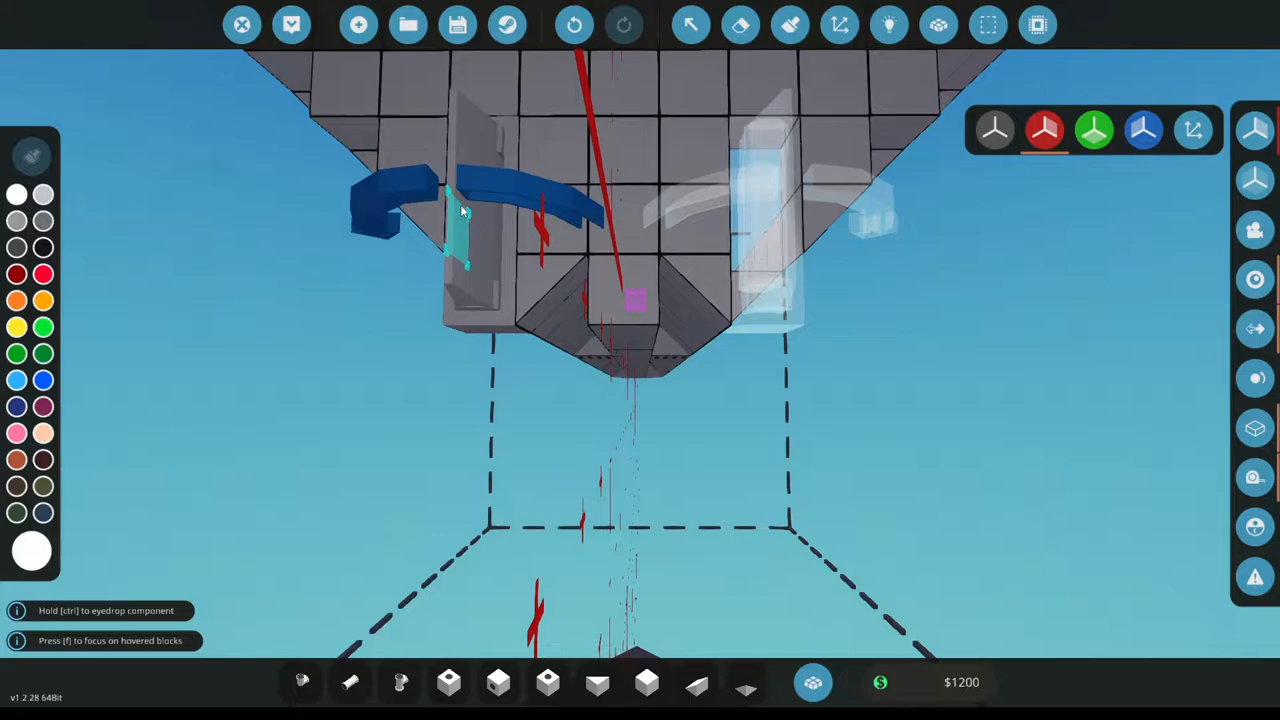 Hold [ctrl] to eyedrop component
Press [f] to focus on hovered blocks
v1.2.28 64Bit
$1200